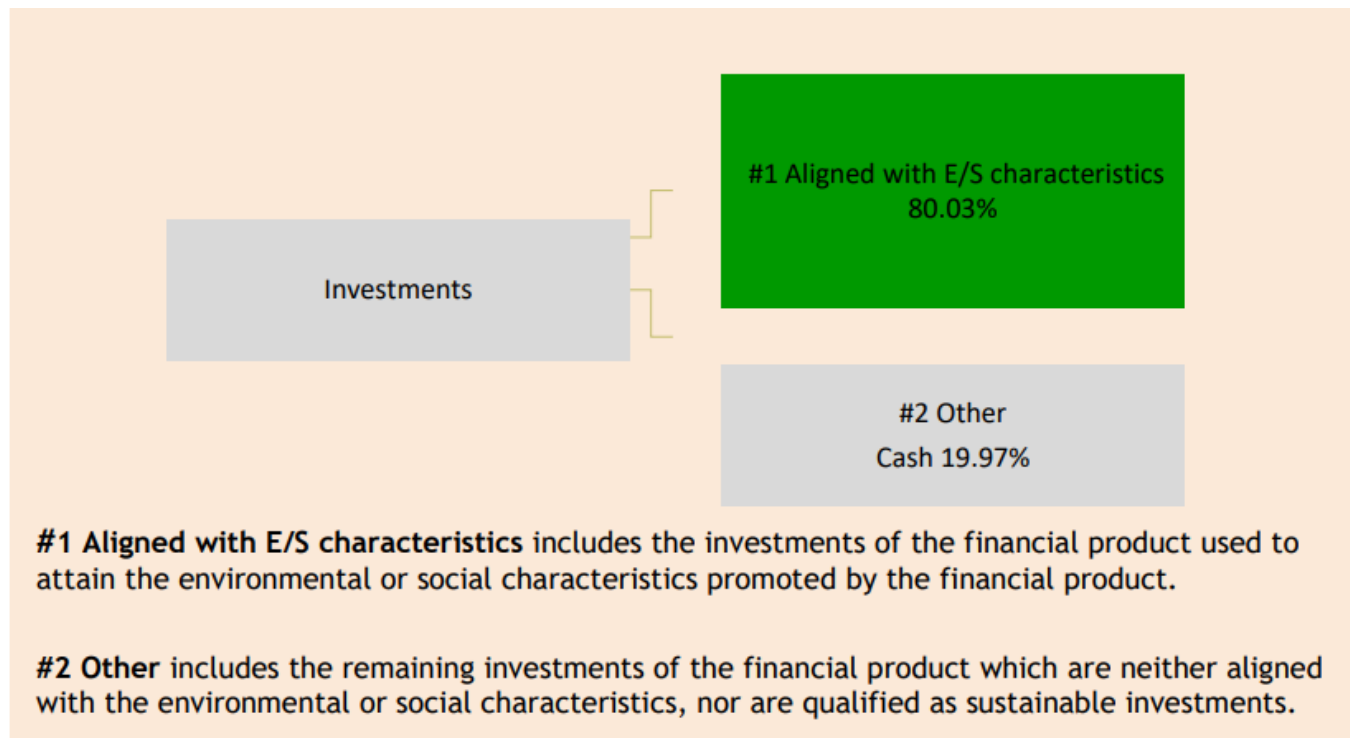 #1 Aligned with E/S characteristics
80.03%
Investments
#2 Other
Cash 19.97%
#1 Aligned with E/S characteristics includes the investments of the financial product used to
attain the environmental or social characteristics promoted by the financial product.
#2 Other includes the remaining investments of the financial product which are neither aligned
with the environmental or social characteristics, nor are qualified as sustainable investments.